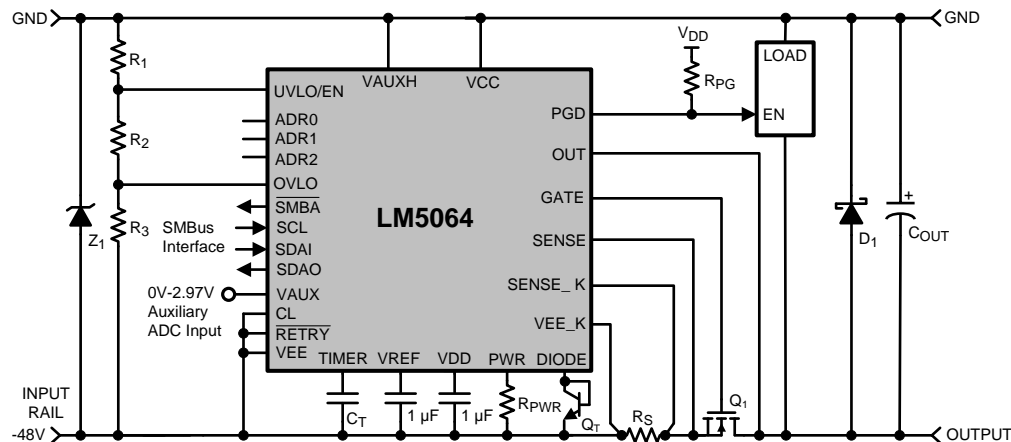 GND
GND
R1
R2
R3
Z1
VAUXH
VCC
VDD
RPG
LOAD
EN
UVLO/EN
ADR0
ADR1
ADR2
OVLO
SMBA
SCL
SDAI
SDAO
VAUX
CL
RETRY
VEE
SMBus
Interface
0V-2.97V
Auxiliary
ADC Input
LM5064
PGD
OUT
GATE
SENSE
SENSE_K
VEE_K
TIMER
VREF
VDD
PWR
DIODE
CT
1 µF
1 µF
RPWR
QT
RS
Q1
D1
+
COUT
INPUT
RAIL
-48V
OUTPUT